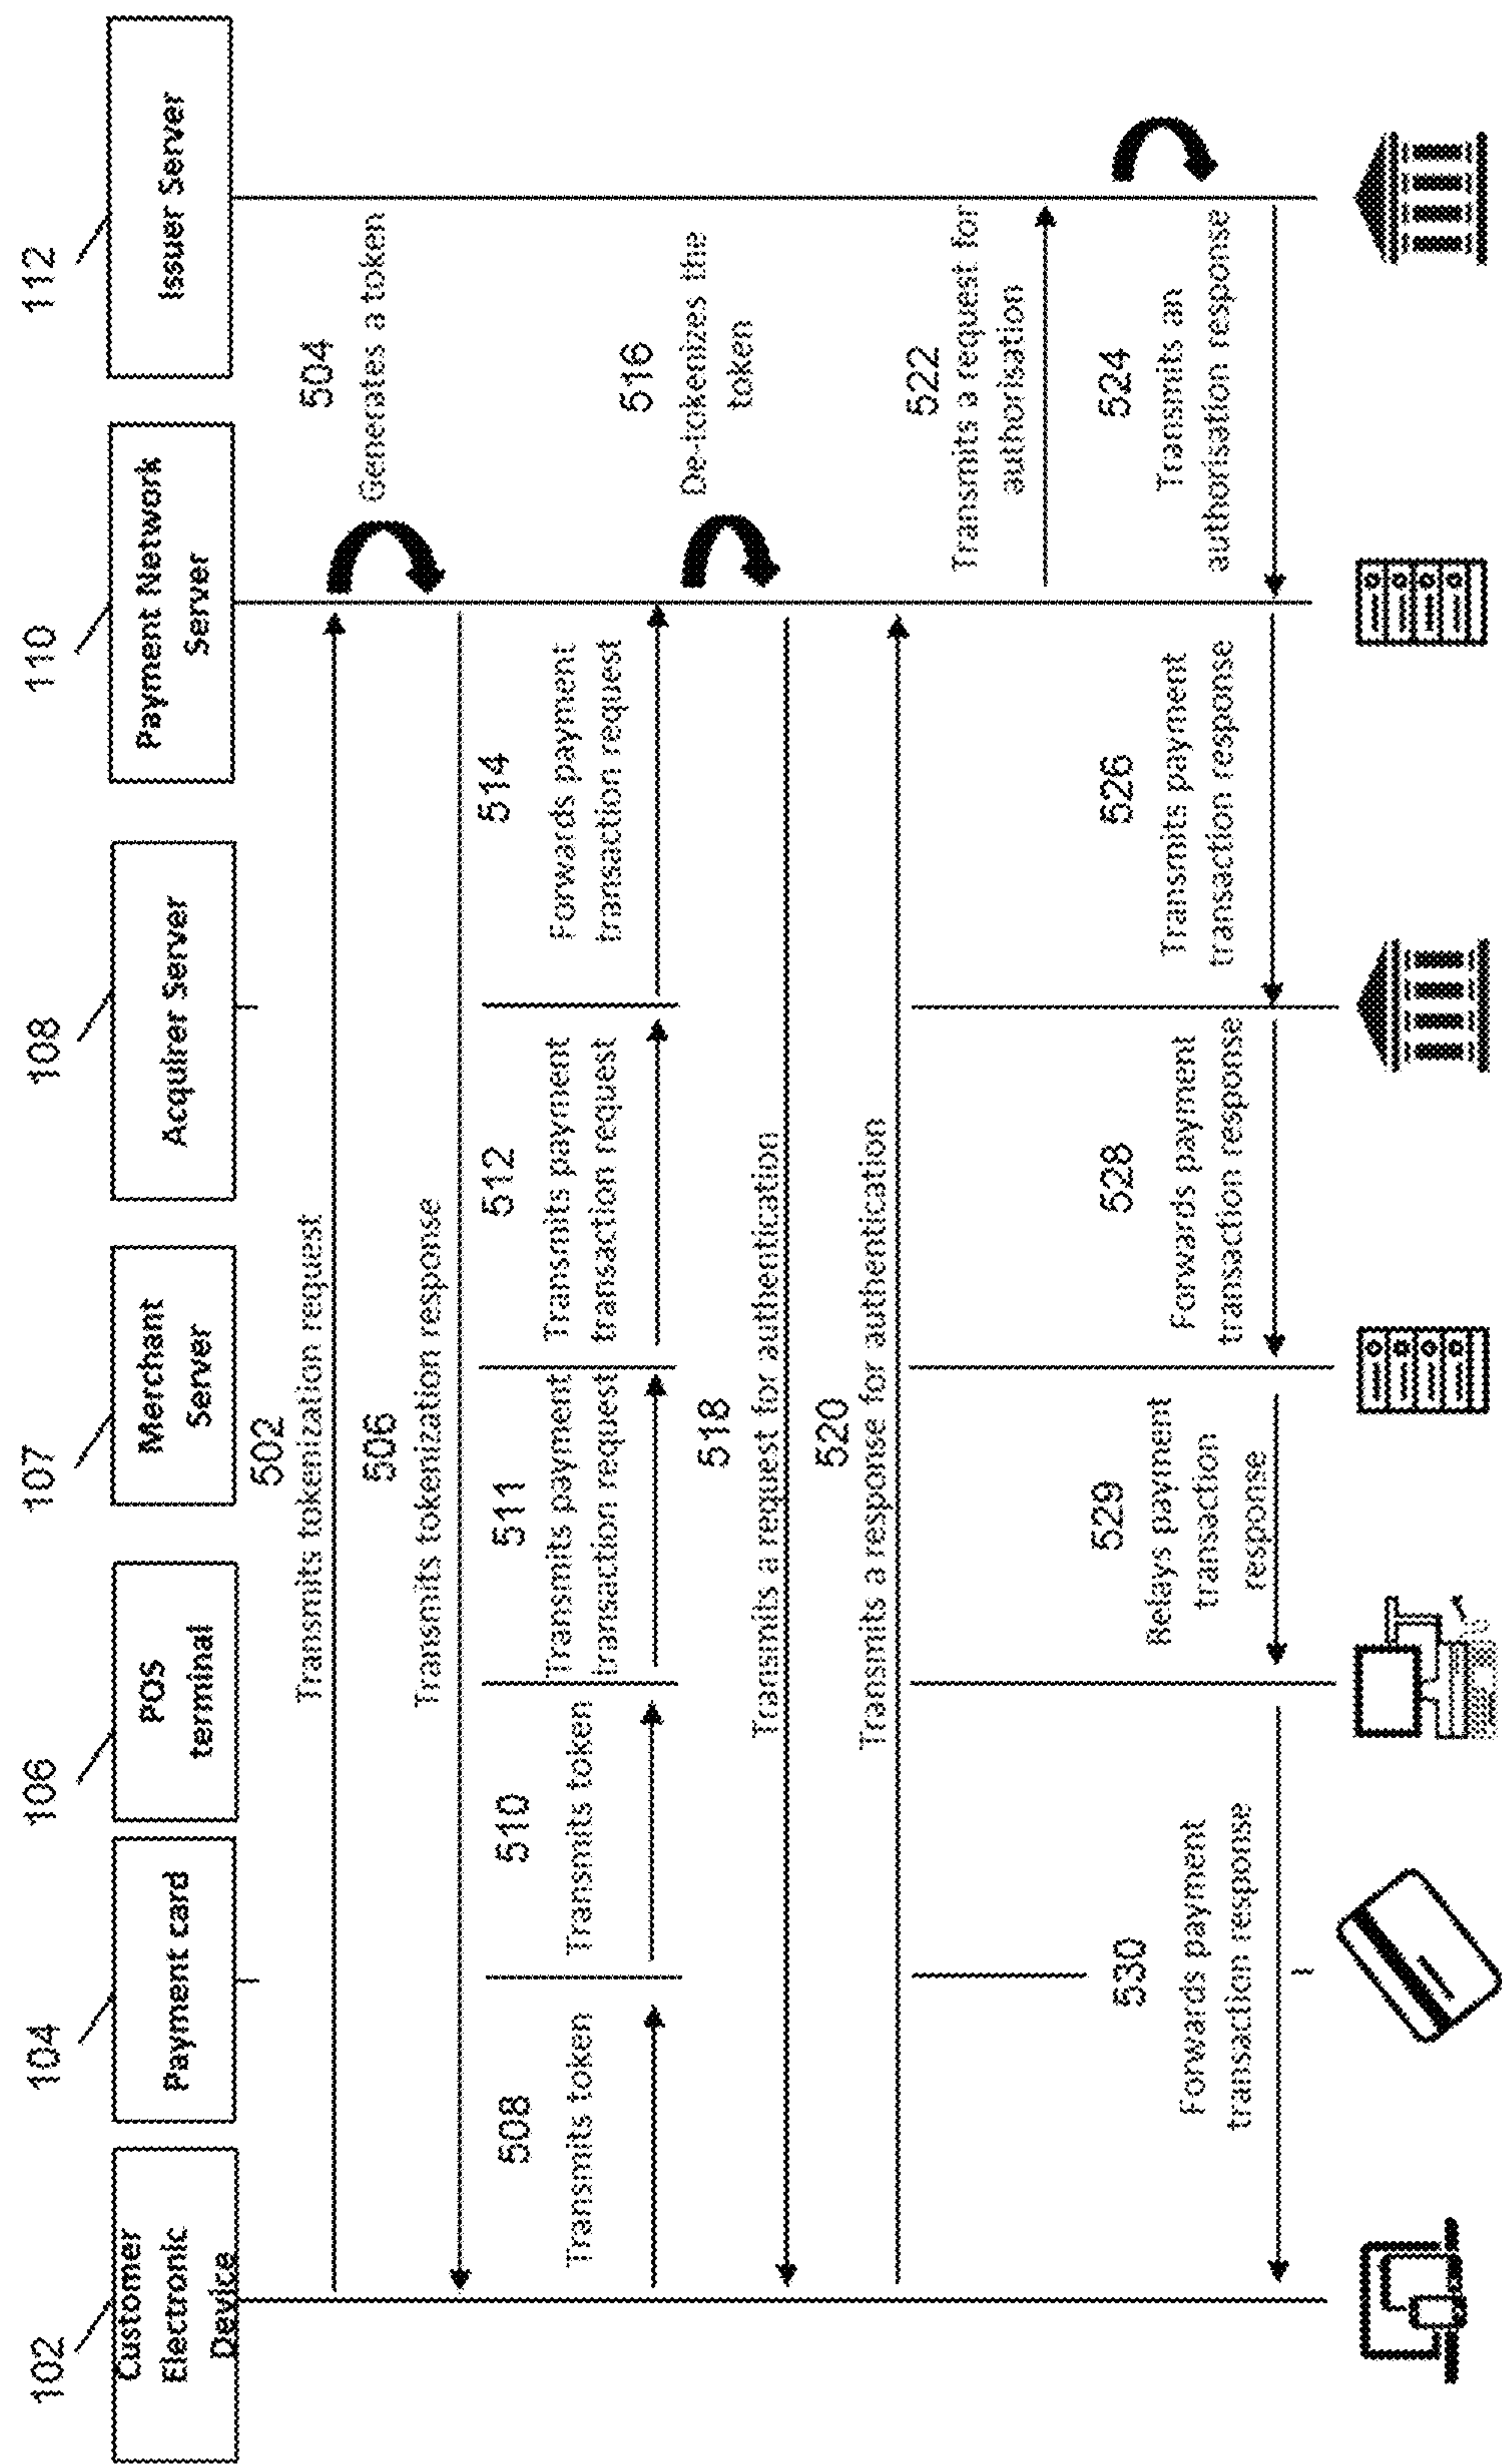 102
104
106
107
108
110
112
Customer
Electronic
Device
Payment card
POS
terminal
Merchant
Server
Acquirer Server
Payment Network
Server
Issuer Server
502
Transmits tokenization request
504
Generates a token
506
Transmits tokenization response
508
Transmits token
510
Transmits token
511
Transmits payment
transaction request
512
Transmits payment
transaction request
514
Forwards payment
transaction request
516
De-tokenizes the
token
518
Transmits a request for authentication
520
Transmits a response for authentication
522
Transmits a request for
authorisation
524
Transmits an
authorisation response
526
Transmits payment
transaction response
528
Forwards payment
transaction response
529
Relays payment
transaction
response
530
Forwards payment
transaction response